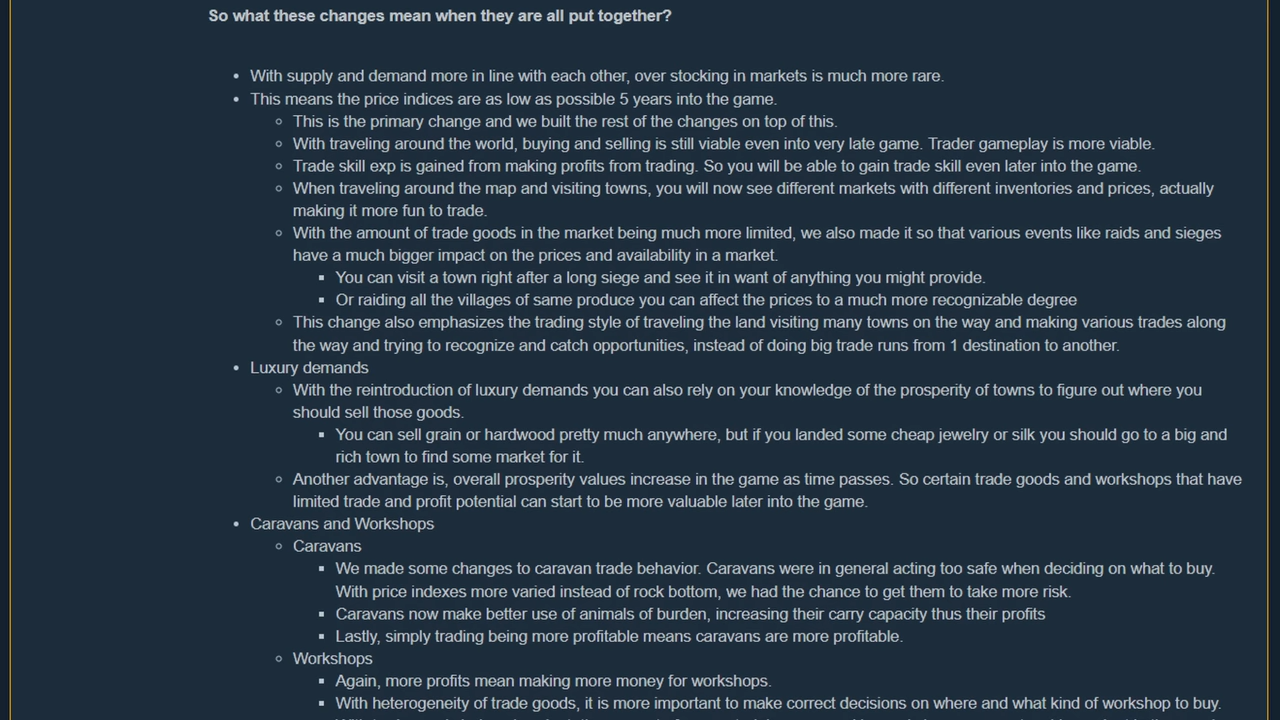 So what these changes mean when they are all put together?
• With supply and demand more in line with each other, over stocking in markets is much more rare.
• This means the price indices are as low as possible 5 years into the game.
◦ This is the primary change and we built the rest of the changes on top of this.
◦ With traveling around the world, buying and selling is still viable even into very late game. Trader gameplay is more viable.
◦ Trade skill exp is gained from making profits from trading. So you will be able to gain trade skill even later into the game.
◦ When traveling around the map and visiting towns, you will now see different markets with different inventories and prices, actually
making it more fun to trade.
◦ With the amount of trade goods in the market being much more limited, we also made it so that various events like raids and sieges
have a much bigger impact on the prices and availability in a market.
▪ You can visit a town right after a long siege and see it in want of anything you might provide.
▪ Or raiding all the villages of same produce you can affect the prices to a much more recognizable degree
◦ This change also emphasizes the trading style of traveling the land visiting many towns on the way and making various trades along
the way and trying to recognize and catch opportunities, instead of doing big trade runs from 1 destination to another.
• Luxury demands
◦ With the reintroduction of luxury demands you can also rely on your knowledge of the prosperity of towns to figure out where you
should sell those goods.
▪ You can sell grain or hardwood pretty much anywhere, but if you landed some cheap jewelry or silk you should go to a big and
rich town to find some market for it.
◦ Another advantage is, overall prosperity values increase in the game as time passes. So certain trade goods and workshops that have
limited trade and profit potential can start to be more valuable later into the game.
• Caravans and Workshops
◦ Caravans
▪ We made some changes to caravan trade behavior. Caravans were in general acting too safe when deciding on what to buy.
With price indexes more varied instead of rock bottom, we had the chance to get them to take more risk.
▪ Caravans now make better use of animals of burden, increasing their carry capacity thus their profits
▪ Lastly, simply trading being more profitable means caravans are more profitable.
◦ Workshops
▪ Again, more profits mean making more money for workshops.
▪ With heterogeneity of trade goods, it is more important to make correct decisions on where and what kind of workshop to buy.